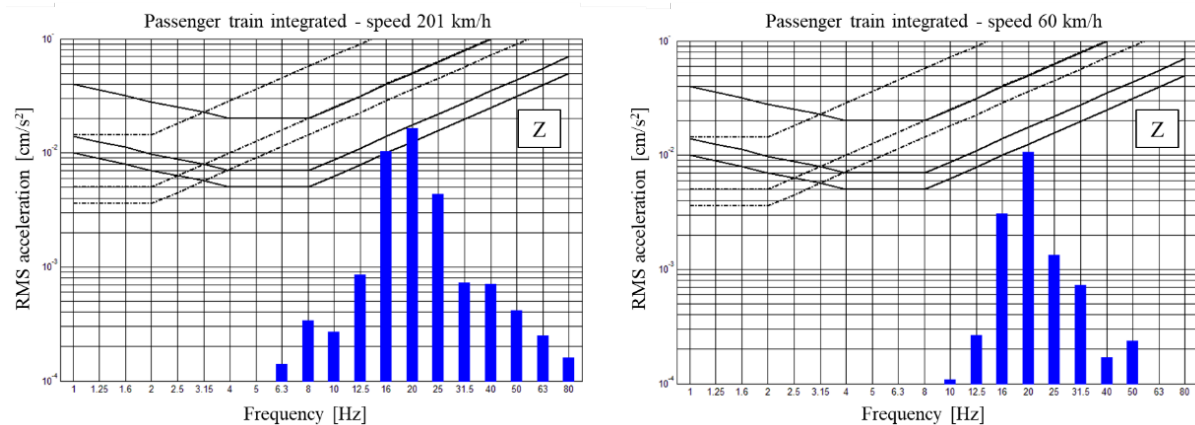 Passenger train integrated - speed 201 km/h
10¹
10⁻²
10⁻³
10⁻⁴
RMS acceleration [cm/s²]
Z
1 1.25 1.6 2 2.5 3.15 4 5 6.3 8 10 12.5 16 20 25 31.5 40 50 63 80
Frequency [Hz]
Passenger train integrated - speed 60 km/h
10¹
10⁻²
10⁻³
10⁻⁴
RMS acceleration [cm/s²]
Z
1 1.25 1.6 2 2.5 3.15 4 5 6.3 8 10 12.5 16 20 25 31.5 40 50 63 80
Frequency [Hz]